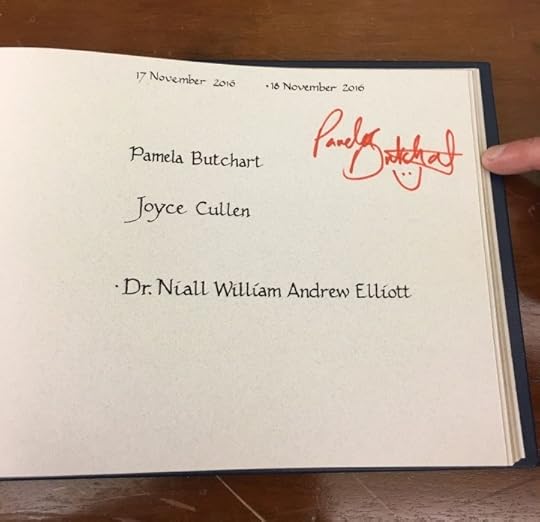 17 November 2016 • 18 November 2016
Pamela Butchart
Pamela Butchart
Joyce Cullen
• Dr. Niall William Andrew Elliott